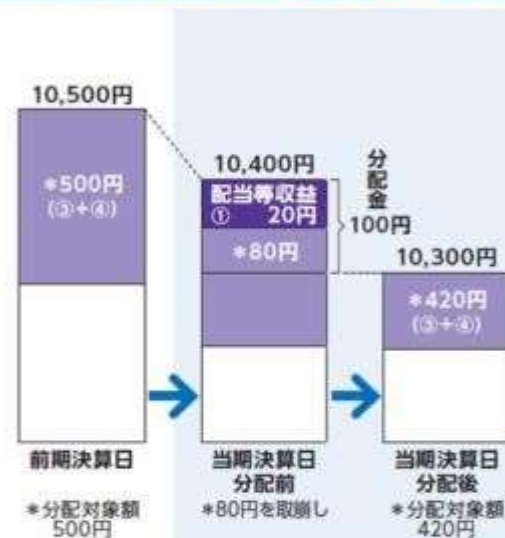 10,500円
*500円
(③+④)
前期決算日
*分配対象額
500円
10,400円
配当等収益
① 20円
*80円
分配金
100円
当期決算日
分配前
*80円を取崩し
10,300円
*420円
(③+④)
当期決算日
分配後
*分配対象額
420円